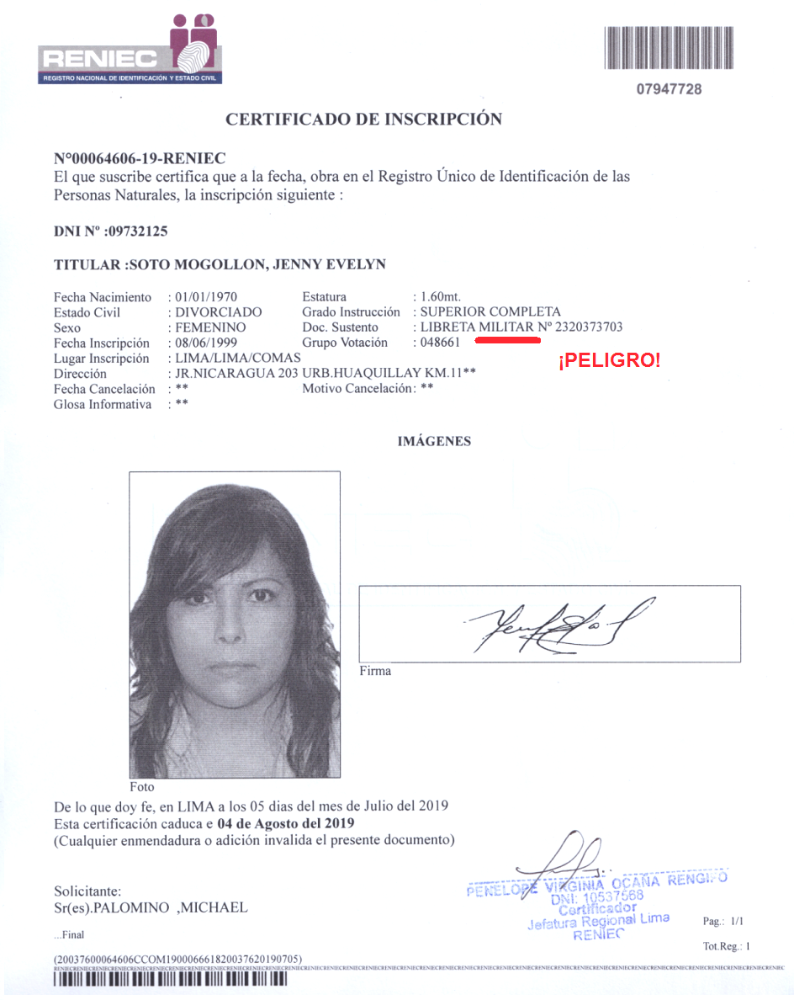 RENIEC
REGISTRO NACIONAL DE IDENTIFICACIÓN Y ESTADO CIVIL
07947728
CERTIFICADO DE INSCRIPCIÓN
N°00064606-19-RENIEC
El que suscribe certifica que a la fecha, obra en el Registro Único de Identificación de las
Personas Naturales, la inscripción siguiente :
DNI Nº :09732125
TITULAR :SOTO MOGOLLON, JENNY EVELYN
Fecha Nacimiento : 01/01/1970 Estatura : 1.60mt.
Estado Civil : DIVORCIADO Grado Instrucción : SUPERIOR COMPLETA
Sexo : FEMENINO Doc. Sustento : LIBRETA MILITAR Nº 2320373703
Fecha Inscripción : 08/06/1999 Grupo Votación : 048661
Lugar Inscripción : LIMA/LIMA/COMAS
¡PELIGRO!
Dirección : JR.NICARAGUA 203 URB.HUAQUILLAY KM.11**
Fecha Cancelación : ** Motivo Cancelación: **
Glosa Informativa : **
IMÁGENES
Firma
Foto
De lo que doy fe, en LIMA a los 05 dias del mes de Julio del 2019
Esta certificación caduca e 04 de Agosto del 2019
(Cualquier enmendadura o adición invalida el presente documento)
Solicitante:
Sr(es).PALOMINO ,MICHAEL
PENELOPE VIRGINIA OCAÑA RENGIFO
DNI: 10537568
Certificador
Jefatura Regional Lima
RENIEC
Pag.: 1/1
...Final
Tot.Reg.: 1
(20037600064606CCOM190006661820037620190705)